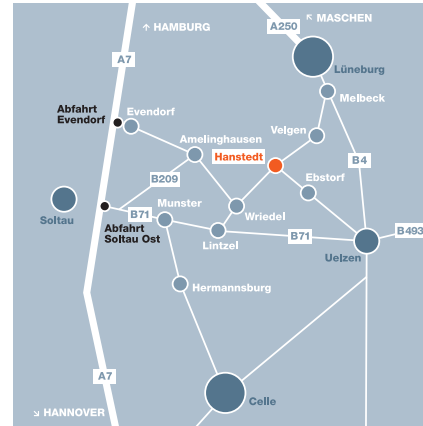 ↖ MASCHEN
A250
↑ HAMBURG
A7
Lüneburg
Melbeck
Abfahrt
Evendorf
Evendorf
Amelinghausen
Velgen
Hanstedt
B4
B209
Ebstorf
Soltau
Munster
B71
Wriedel
Abfahrt
Soltau Ost
Lintzel
B71
B493
Uelzen
Hermannsburg
A7
Celle
↘ HANNOVER